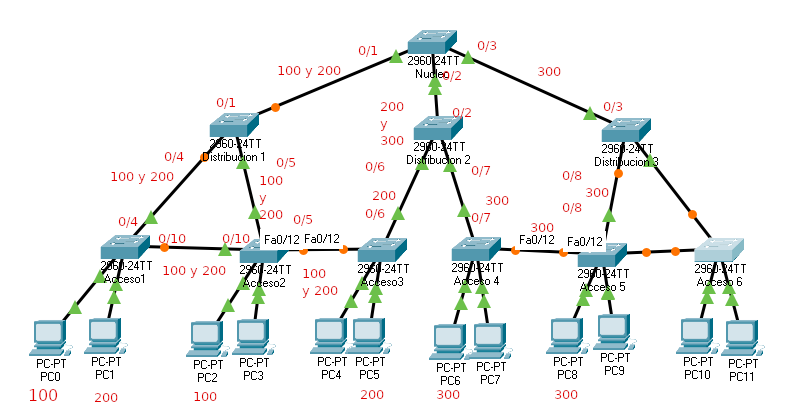 2960-24TT
Nucleo
0/1
0/3
0/2
100 y 200
300
0/1
0/2
0/3
200
y
300
2960-24TT
Distribucion 1
2960-24TT
Distribucion 2
2960-24TT
Distribucion 3
0/4
0/5
0/6
0/7
0/8
100 y 200
100
y
200
200
300
300
0/4
0/5
0/6
0/7
0/8
0/10
0/10
Fa0/12
Fa0/12
300
Fa0/12
Fa0/12
2960-24TT
Acceso1
100 y 200
2960-24TT
Acceso2
100
y 200
2960-24TT
Acceso3
2960-24TT
Acceso 4
2960-24TT
Acceso 5
2960-24TT
Acceso 6
PC-PT
PC0
PC-PT
PC1
PC-PT
PC2
PC-PT
PC3
PC-PT
PC4
PC-PT
PC5
PC-PT
PC6
PC-PT
PC7
PC-PT
PC8
PC-PT
PC9
PC-PT
PC10
PC-PT
PC11
100
200
100
200
300
300